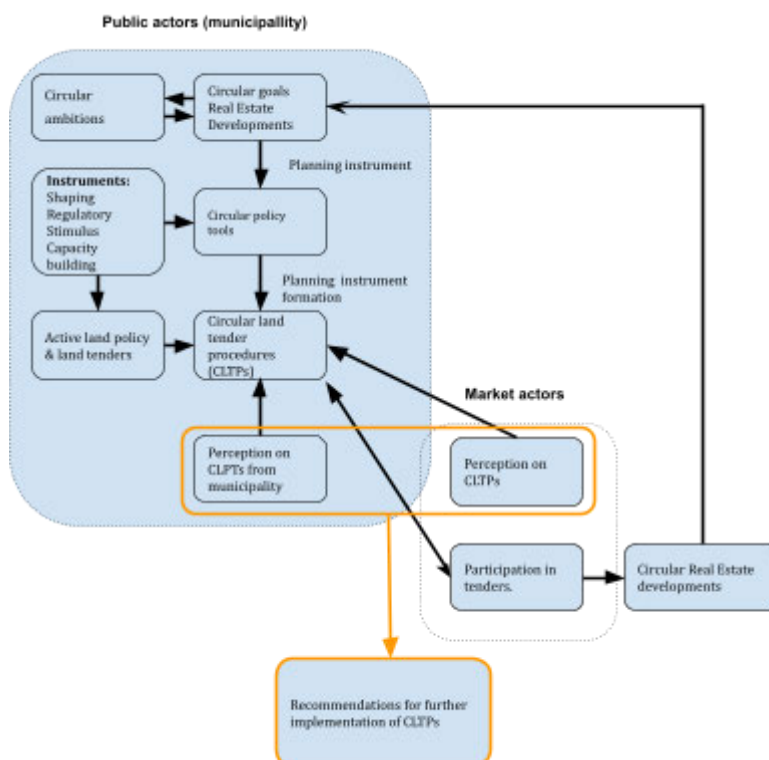 Public actors (municipallity)
Circular
ambitions
Circular goals
Real Estate
Developments
Planning instrument
Instruments:
Shaping
Regulatory
Stimulus
Capacity
building
Circular policy
tools
Planning instrument
formation
Active land policy
& land tenders
Circular land
tender
procedures
(CLTPs)
Market actors
Perception on
CLPTs from
municipality
Perception on
CLTPs
Participation in
tenders.
Circular Real Estate
developments
Recommendations for further
implementation of CLTPs